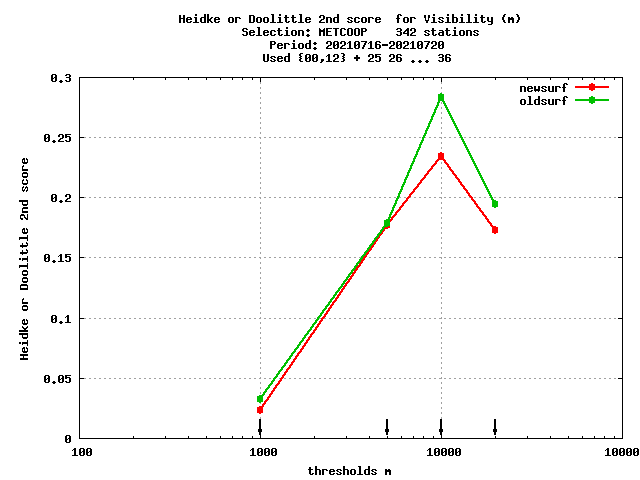 Heidke or Doolittle 2nd score  for Visibility (m)
Selection: METCOOP    342 stations
Period: 20210716-20210720
Used {00,12} + 25 26 ... 36
newsurf
oldsurf
0.3
0.25
0.2
0.15
0.1
0.05
0
Heidke or Doolittle 2nd score
100 1000 10000 10000
thresholds m